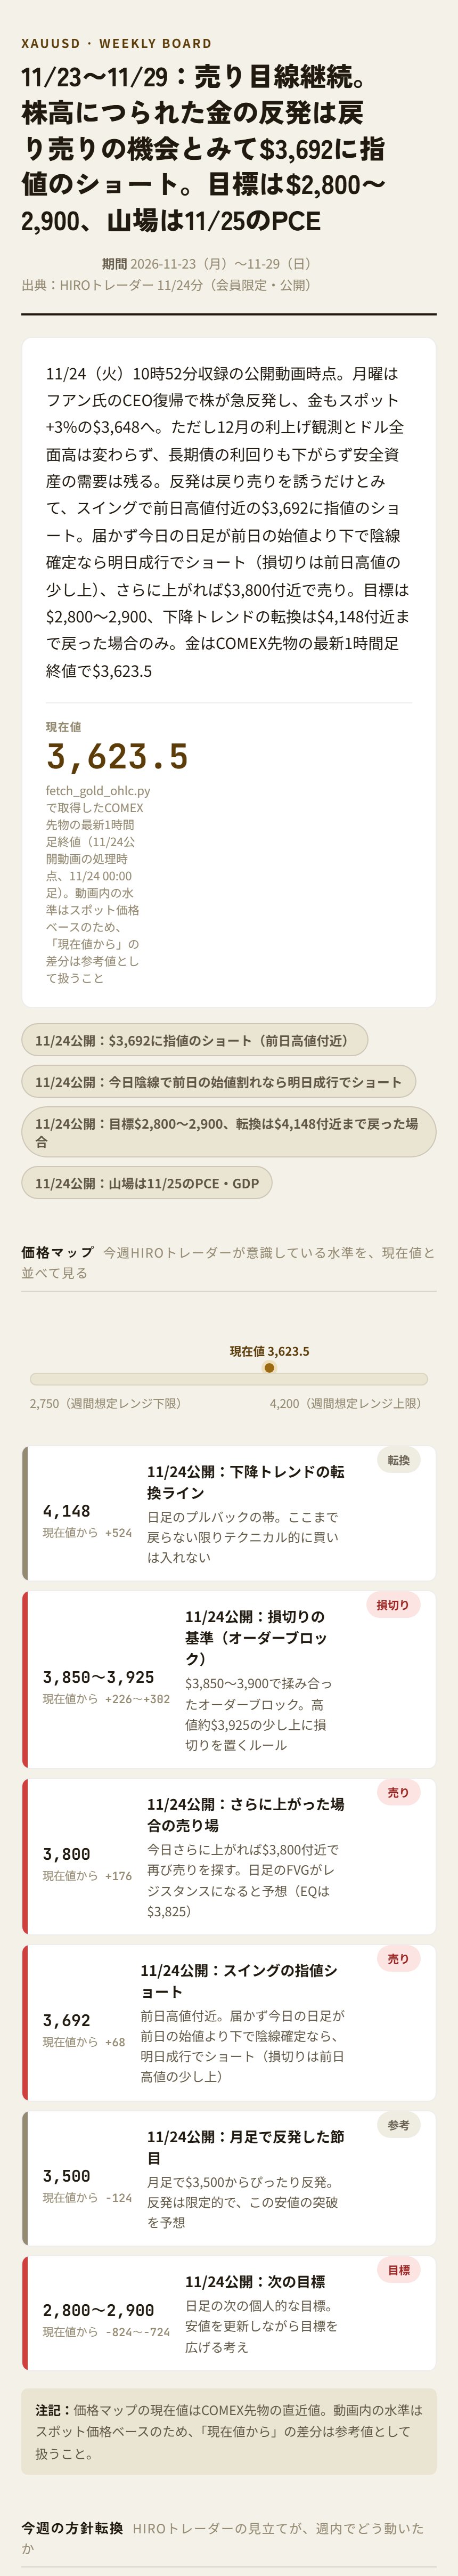 XAUUSD · WEEKLY BOARD
11/23〜11/29：売り目線継続。
株高につられた金の反発は戻
り売りの機会とみて$3,692に指
値のショート。目標は$2,800〜
2,900、山場は11/25のPCE
期間 2026-11-23（月）〜11-29（日）
出典：HIROトレーダー 11/24分（会員限定・公開）
11/24（火）10時52分収録の公開動画時点。月曜は
フアン氏のCEO復帰で株が急反発し、金もスポット
+3%の$3,648へ。ただし12月の利上げ観測とドル全
面高は変わらず、長期債の利回りも下がらず安全資
産の需要は残る。反発は戻り売りを誘うだけとみ
て、スイングで前日高値付近の$3,692に指値のショ
ート。届かず今日の日足が前日の始値より下で陰線
確定なら明日成行でショート（損切りは前日高値の
少し上）、さらに上がれば$3,800付近で売り。目標は
$2,800〜2,900、下降トレンドの転換は$4,148付近ま
で戻った場合のみ。金はCOMEX先物の最新1時間足
終値で$3,623.5
現在値
3,623.5
fetch_gold_ohlc.py
で取得したCOMEX
先物の最新1時間
足終値（11/24公
開動画の処理時
点、11/24 00:00
足）。動画内の水
準はスポット価格
ベースのため、
「現在値から」の
差分は参考値とし
て扱うこと
11/24公開：$3,692に指値のショート（前日高値付近）
11/24公開：今日陰線で前日の始値割れなら明日成行でショート
11/24公開：目標$2,800〜2,900、転換は$4,148付近まで戻った場
合
11/24公開：山場は11/25のPCE・GDP
価格マップ 今週HIROトレーダーが意識している水準を、現在値と
並べて見る
現在値 3,623.5
2,750（週間想定レンジ下限） 4,200（週間想定レンジ上限）
転換
11/24公開：下降トレンドの転
換ライン
4,148
現在値から +524
日足のプルバックの帯。ここまで
戻らない限りテクニカル的に買い
は入れない
損切り
11/24公開：損切りの
基準（オーダーブロッ
ク）
3,850〜3,925
現在値から +226〜+302
$3,850〜3,900で揉み合っ
たオーダーブロック。高
値約$3,925の少し上に損
切りを置くルール
売り
11/24公開：さらに上がった場
合の売り場
3,800
現在値から +176
今日さらに上がれば$3,800付近で
再び売りを探す。日足のFVGがレ
ジスタンスになると予想（EQは
$3,825）
売り
11/24公開：スイングの指値シ
ョート
3,692
現在値から +68
前日高値付近。届かず今日の日足が
前日の始値より下で陰線確定なら、
明日成行でショート（損切りは前日
高値の少し上）
参考
11/24公開：月足で反発した節
目
3,500
現在値から -124
月足で$3,500からぴったり反発。
反発は限定的で、この安値の突破
を予想
目標
11/24公開：次の目標
2,800〜2,900
現在値から -824〜-724
日足の次の個人的な目標。
安値を更新しながら目標を
広げる考え
注記：価格マップの現在値はCOMEX先物の直近値。動画内の水準は
スポット価格ベースのため、「現在値から」の差分は参考値として
扱うこと。
今週の方針転換 HIROトレーダーの見立てが、週内でどう動いた
か